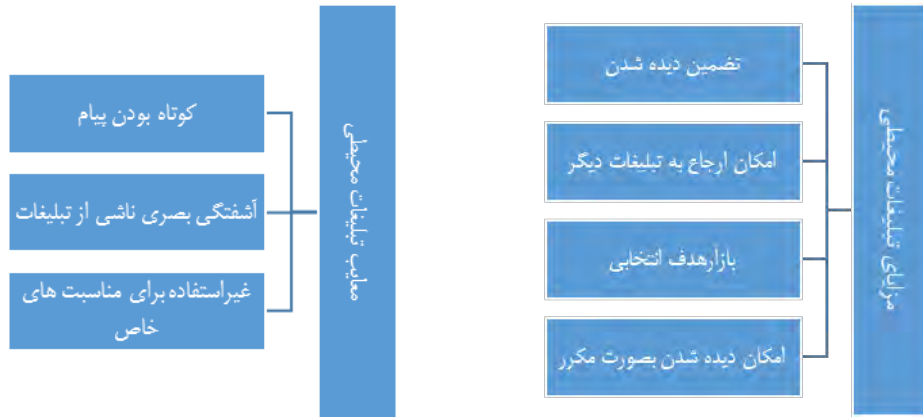 مزایای تبلیغات محیطی
تضمین دیده شدن
امکان ارجاع به تبلیغات دیگر
بازارهدف انتخابی
امکان دیده شدن بصورت مکرر
معایب تبلیغات محیطی
کوتاه بودن پیام
آشفتگی بصری ناشی از تبلیغات
غیراستفاده برای مناسبت های
خاص